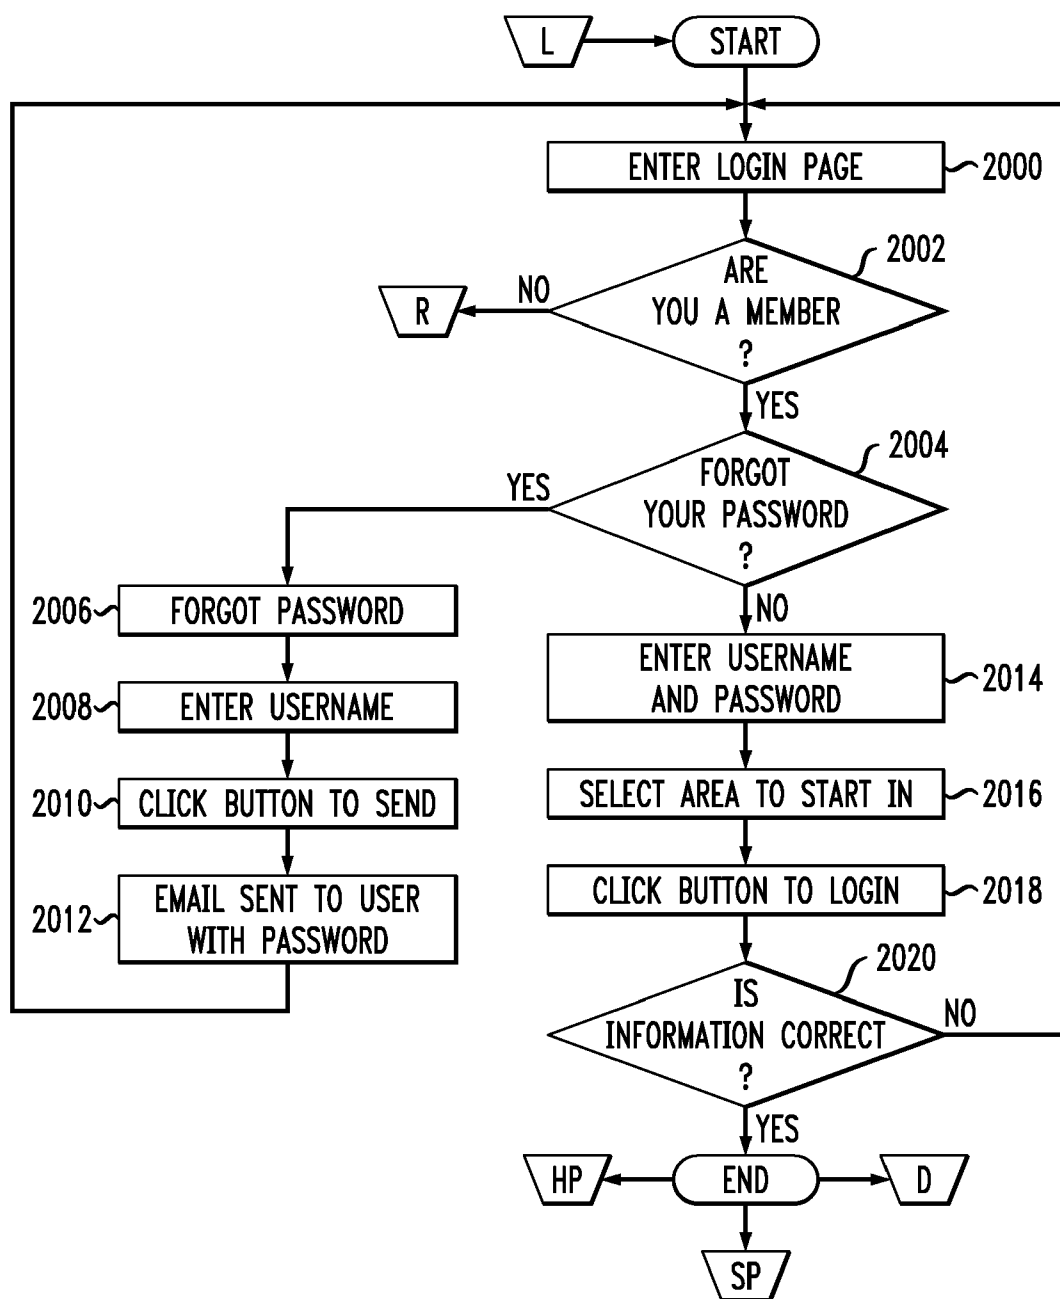 L
START
ENTER LOGIN PAGE
2000
2002
ARE
YOU A MEMBER
?
NO
R
YES
2004
FORGOT
YOUR PASSWORD
?
YES
NO
2006
FORGOT PASSWORD
2008
ENTER USERNAME
2010
CLICK BUTTON TO SEND
2012
EMAIL SENT TO USER
WITH PASSWORD
ENTER USERNAME
AND PASSWORD
2014
SELECT AREA TO START IN
2016
CLICK BUTTON TO LOGIN
2018
2020
IS
INFORMATION CORRECT
?
NO
YES
HP
END
D
SP